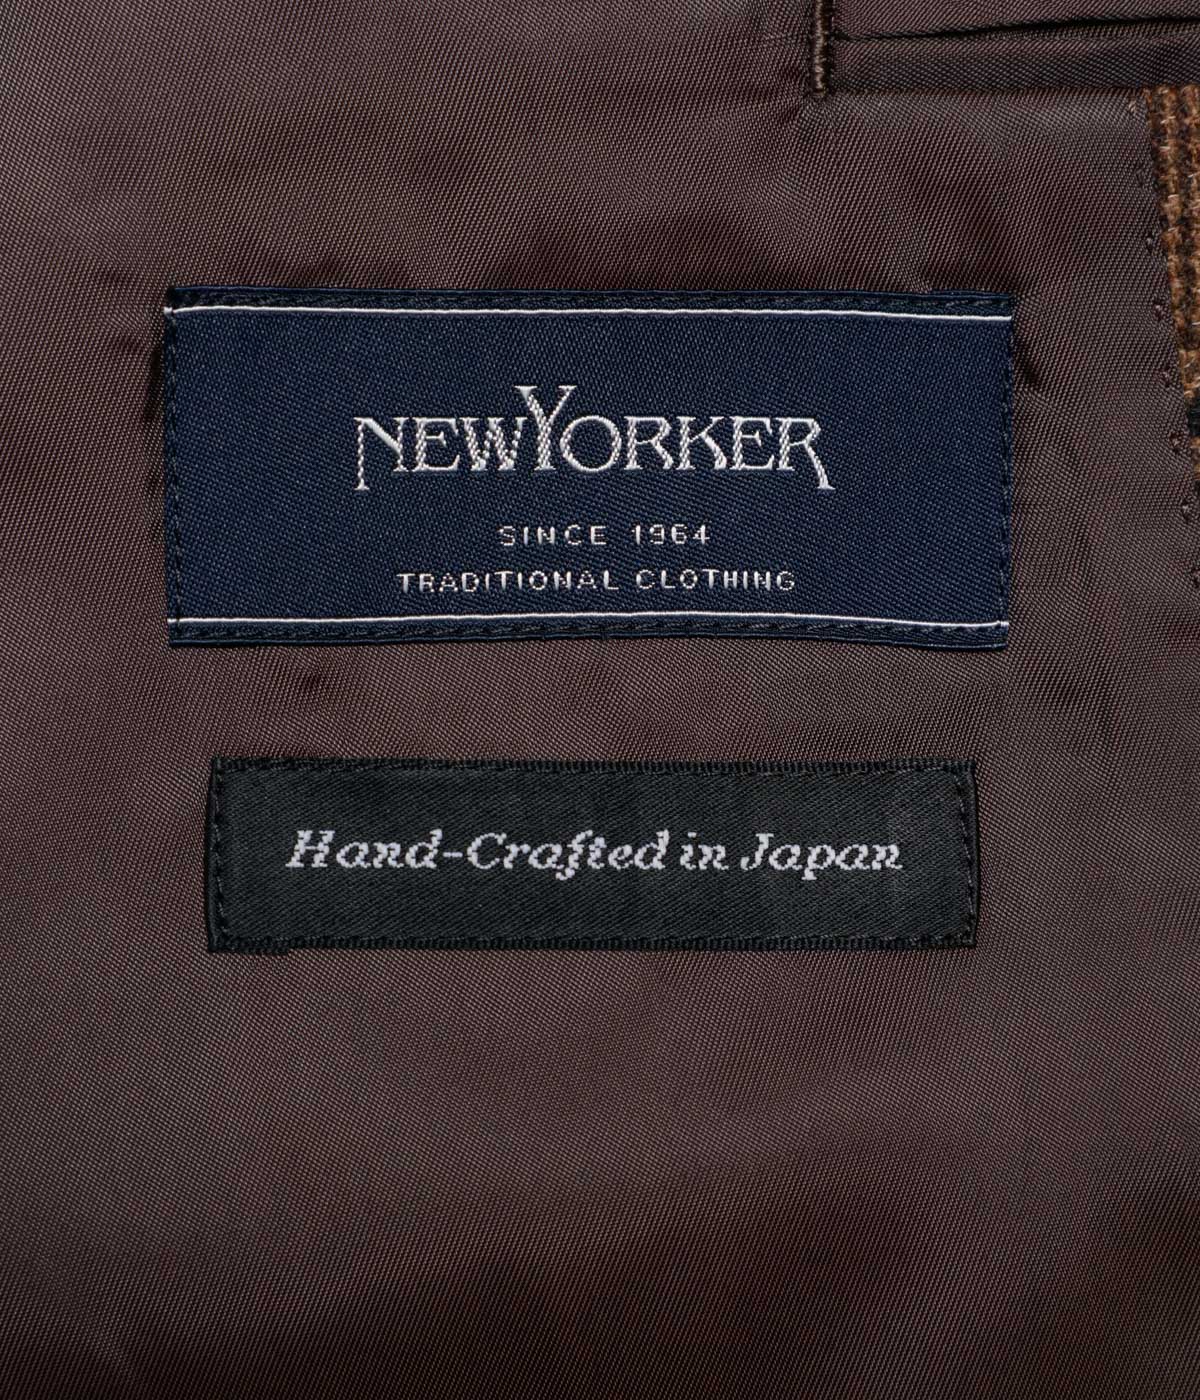 NEWYORKER
SINCE 1964
TRADITIONAL CLOTHING
Hand-Crafted in Japan